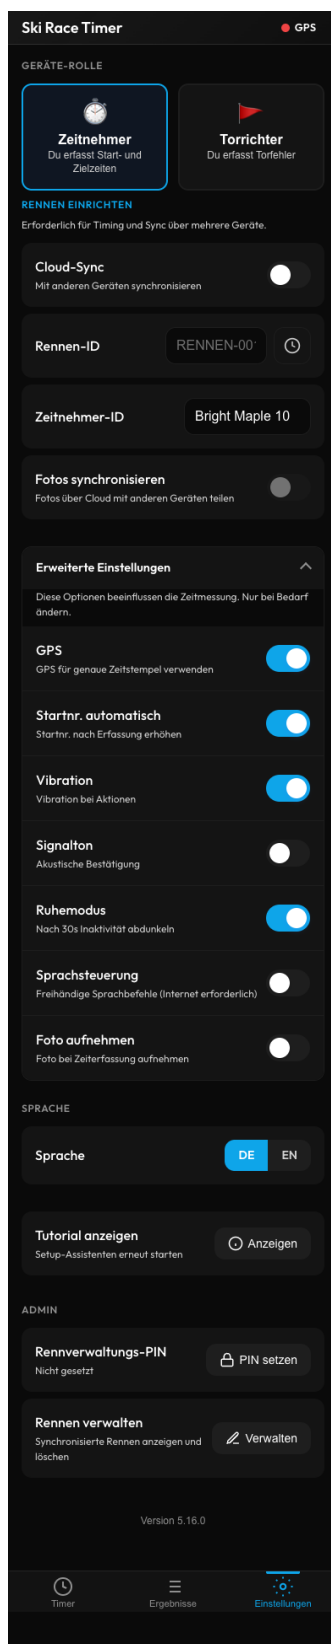 Ski Race Timer
GPS
GERÄTE-ROLLE
Zeitnehmer
Du erfasst Start- und
Zielzeiten
Torrichter
Du erfasst Torfehler
RENNEN EINRICHTEN
Erforderlich für Timing und Sync über mehrere Geräte.
Cloud-Sync
Mit anderen Geräten synchronisieren
Rennen-ID
RENNEN-00
Zeitnehmer-ID
Bright Maple 10
Fotos synchronisieren
Fotos über Cloud mit anderen Geräten teilen
Erweiterte Einstellungen
Diese Optionen beeinflussen die Zeitmessung. Nur bei Bedarf
ändern.
GPS
GPS für genaue Zeitstempel verwenden
Startnr. automatisch
Startnr. nach Erfassung erhöhen
Vibration
Vibration bei Aktionen
Signalton
Akustische Bestätigung
Ruhemodus
Nach 30s Inaktivität abdunkeln
Sprachsteuerung
Freihändige Sprachbefehle (Internet erforderlich)
Foto aufnehmen
Foto bei Zeiterfassung aufnehmen
SPRACHE
Sprache
DE
EN
Tutorial anzeigen
Setup-Assistenten erneut starten
Anzeigen
ADMIN
Rennverwaltungs-PIN
Nicht gesetzt
PIN setzen
Rennen verwalten
Synchronisierte Rennen anzeigen und
löschen
Verwalten
Version 5.16.0
Timer
Ergebnisse
Einstellungen